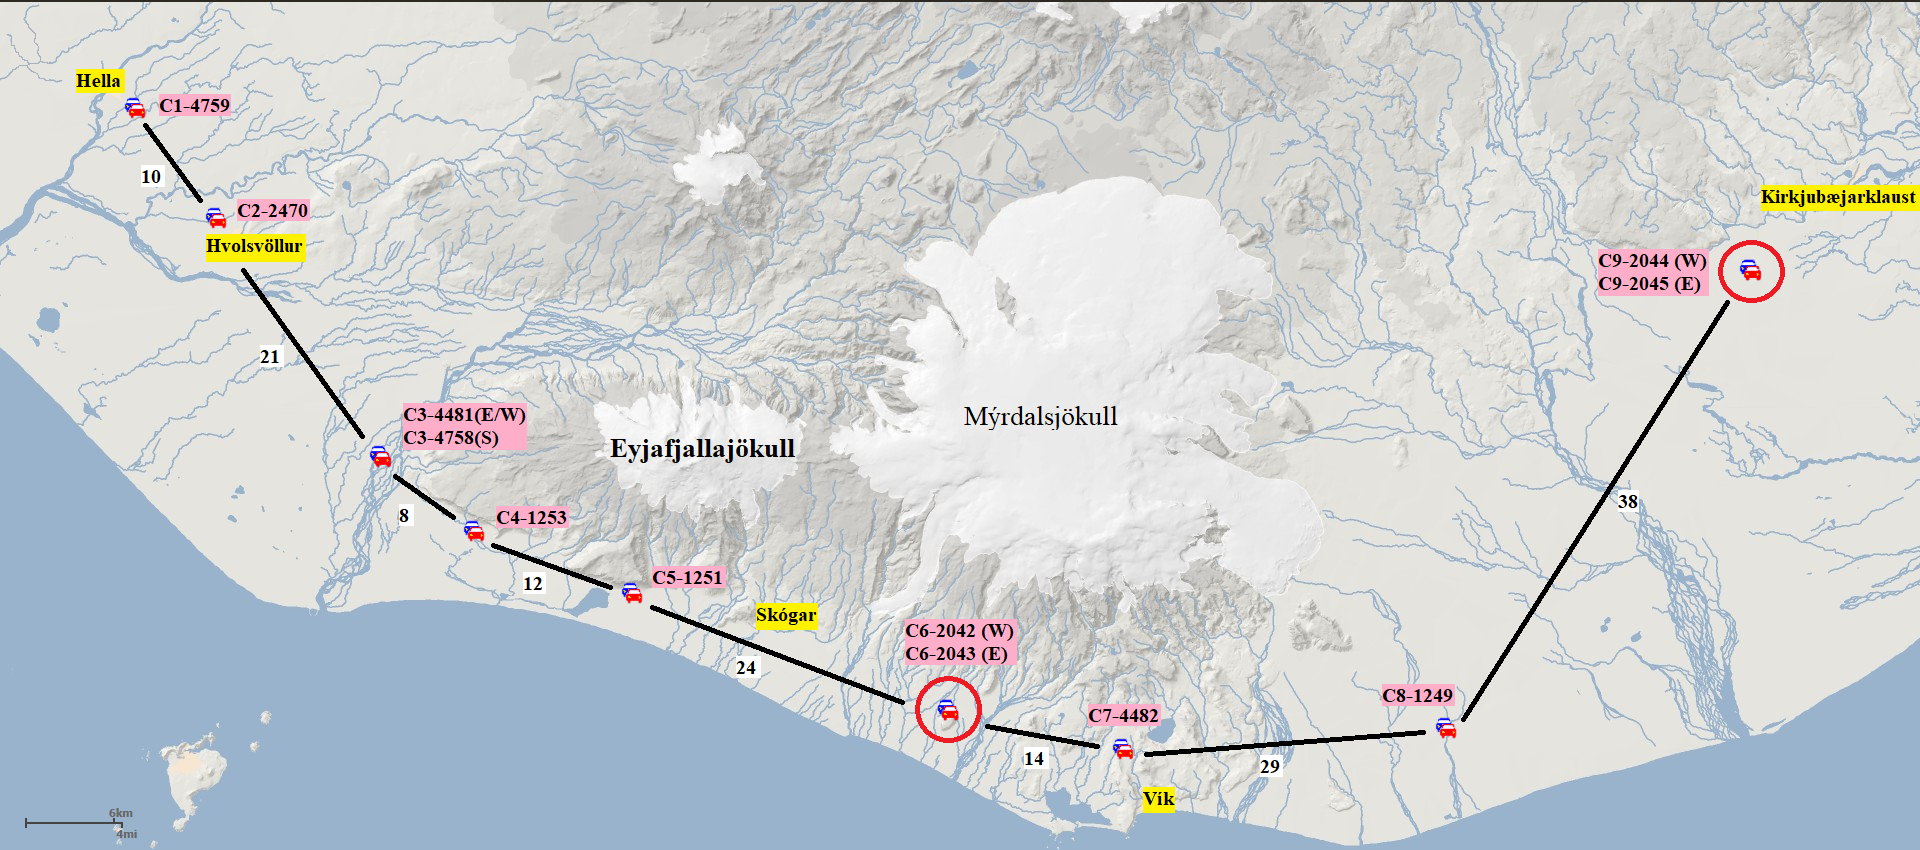 Hella
C1-4759
10
Kirkjubæjarklaust
C2-2470
Hvolsvöllur
C9-2044 (W)
C9-2045 (E)
21
C3-4481(E/W)
C3-4758(S)
Mýrdalsjökull
Eyjafjallajökull
38
8
C4-1253
12
C5-1251
Skógar
C6-2042 (W)
C6-2043 (E)
24
C8-1249
C7-4482
14
29
Vík
6km
4mi